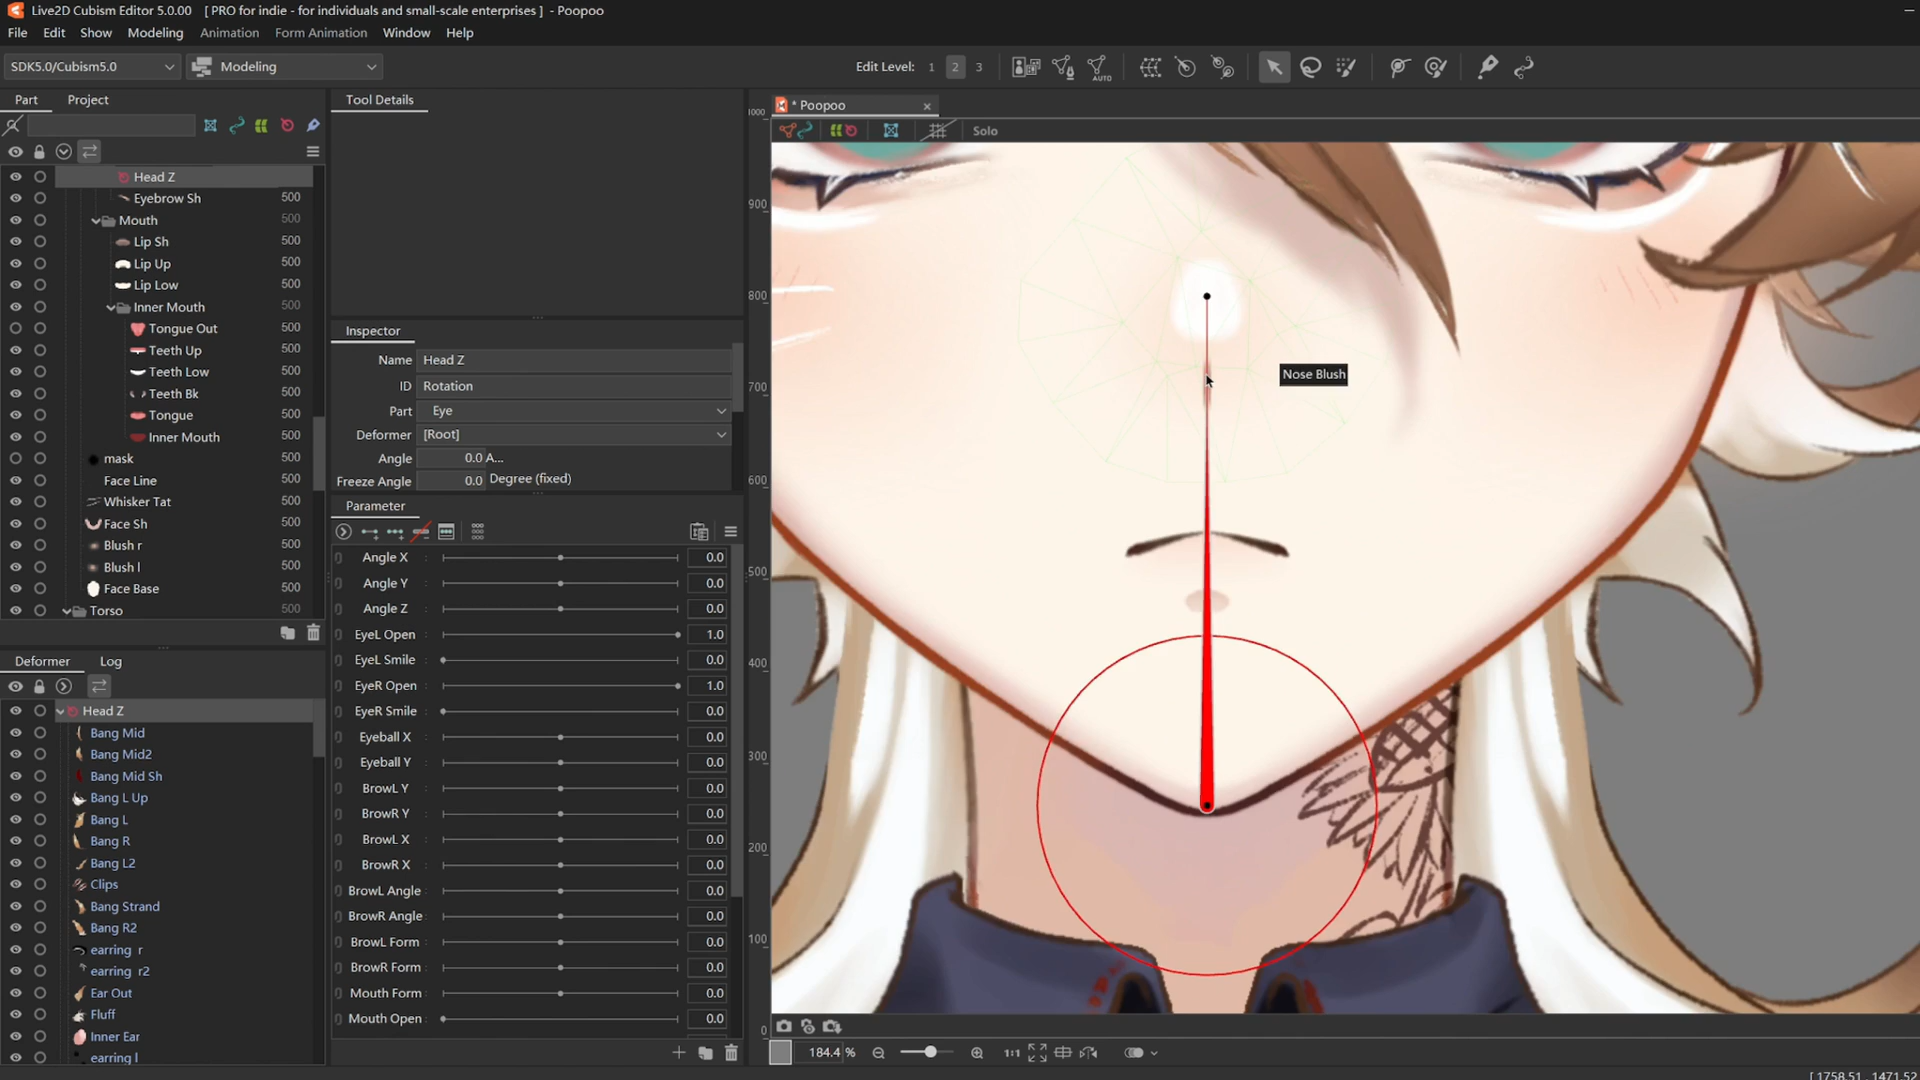 Live2D Cubism Editor 5.0.00 [ PRO for indie - for individuals and small-scale enterprises ] - Poopoo
File Edit Show Modeling Animation Form Animation Window Help
SDK5.0/Cubism5.0 Modeling Edit Level: 1 2 3 AUTO
Part Project
Head Z
Eyebrow Sh 500
Mouth 500
Lip Sh 500
Lip Up 500
Lip Low 500
Inner Mouth 500
Tongue Out 500
Teeth Up 500
Teeth Low 500
Teeth Bk 500
Tongue 500
Inner Mouth 500
mask 500
Face Line 500
Whisker Tat 500
Face Sh 500
Blush r 500
Blush l 500
Face Base 500
Torso 500
Deformer Log
Head Z
Bang Mid
Bang Mid2
Bang Mid Sh
Bang L Up
Bang L
Bang R
Bang L2
Clips
Bang Strand
Bang R2
earring r
earring r2
Ear Out
Fluff
Inner Ear
earring l
Tool Details
Inspector
Name Head Z
ID Rotation
Part Eye
Deformer [Root]
Angle 0.0 A...
Freeze Angle 0.0 Degree (fixed)
Parameter
Angle X : 0.0
Angle Y : 0.0
Angle Z : 0.0
EyeL Open : 1.0
EyeL Smile : 0.0
EyeR Open : 1.0
EyeR Smile : 0.0
Eyeball X : 0.0
Eyeball Y : 0.0
BrowL Y : 0.0
BrowR Y : 0.0
BrowL X : 0.0
BrowR X : 0.0
BrowL Angle : 0.0
BrowR Angle : 0.0
BrowL Form : 0.0
BrowR Form : 0.0
Mouth Form : 0.0
Mouth Open : 0.0
* Poopoo ×
Solo
1000
900
800
700
600
500
400
300
200
100
0
Nose Blush
184.4 % 1:1
[ 1758.51 , 1471.52